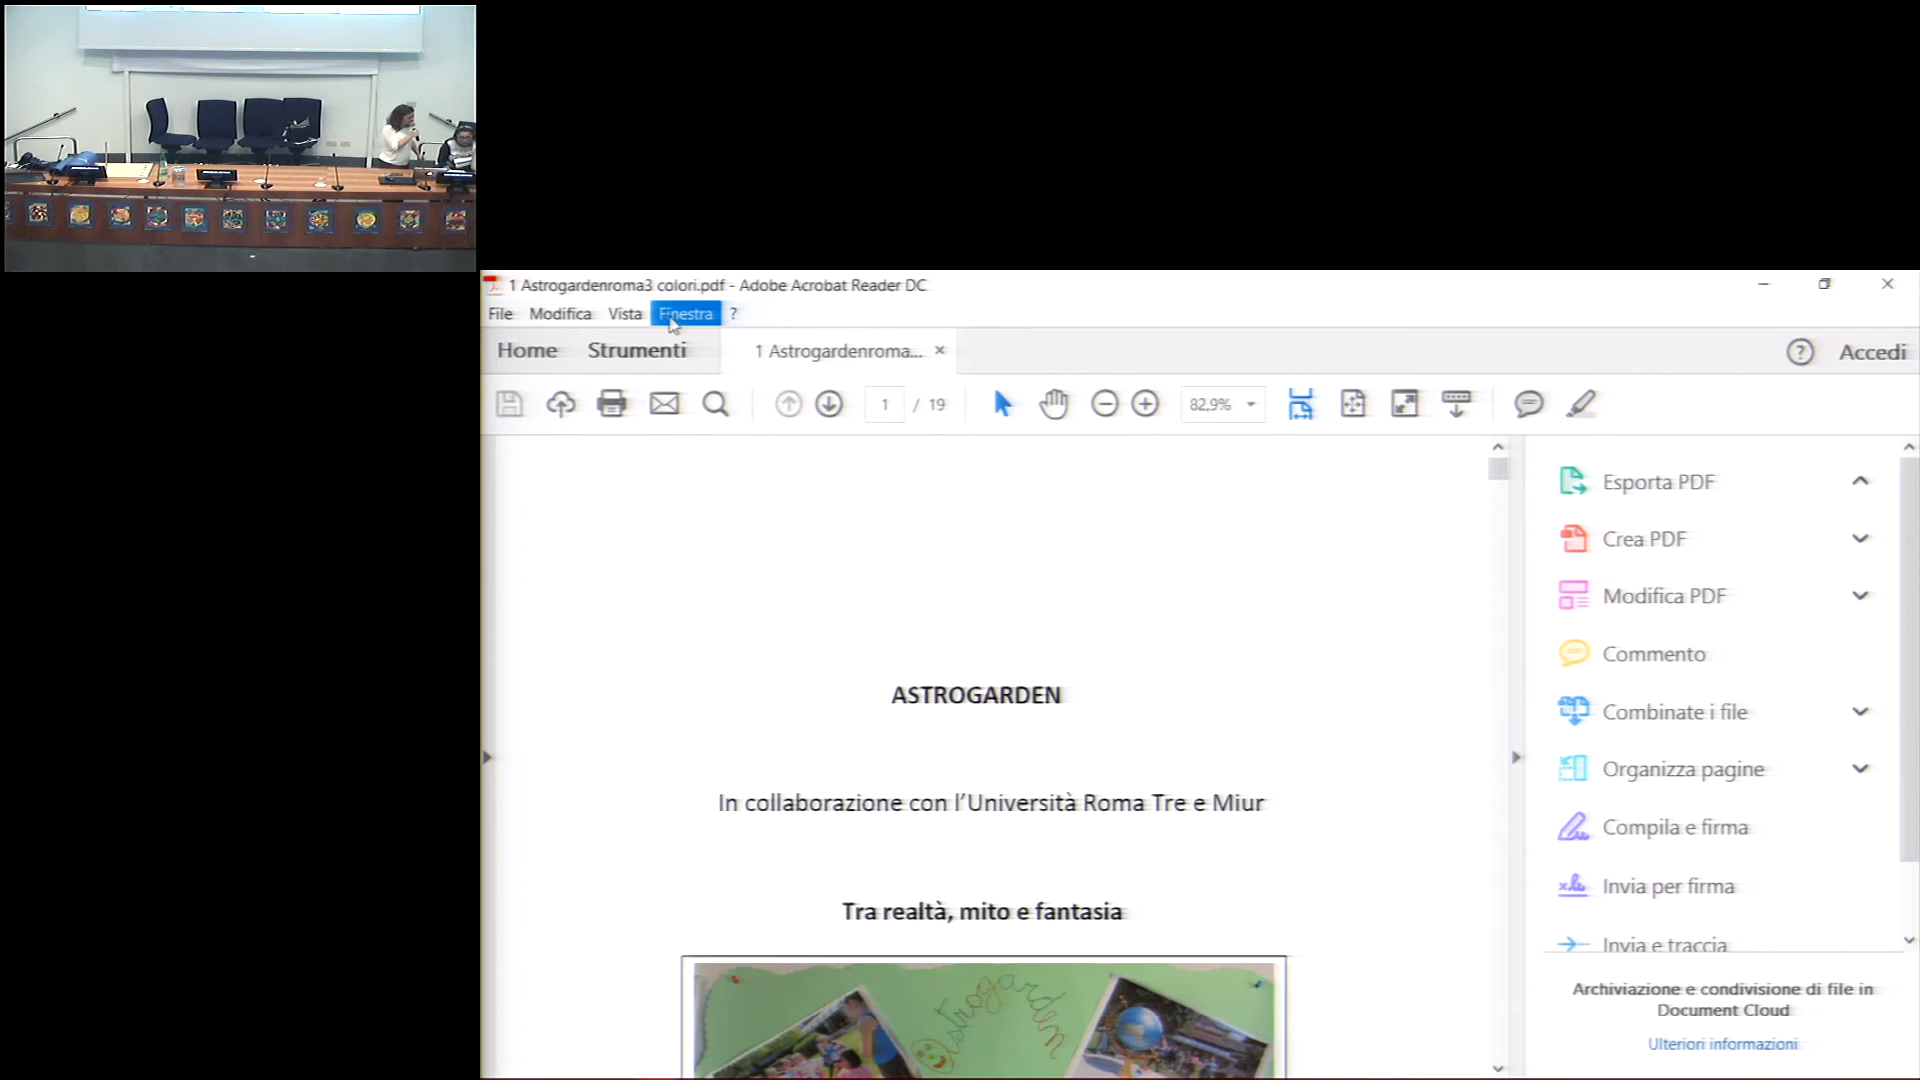 1 Astrogardenroma3 colori.pdf - Adobe Acrobat Reader DC
File Modifica Vista Finestra ?
Home Strumenti 1 Astrogardenroma... × ? Accedi
1 / 19 82,9%
ASTROGARDEN
In collaborazione con l'Università Roma Tre e Miur
Tra realtà, mito e fantasia
Astrogarden
Esporta PDF
Crea PDF
Modifica PDF
Commento
Combinate i file
Organizza pagine
Compila e firma
Invia per firma
Invia e traccia
Archiviazione e condivisione di file in
Document Cloud
Ulteriori informazioni